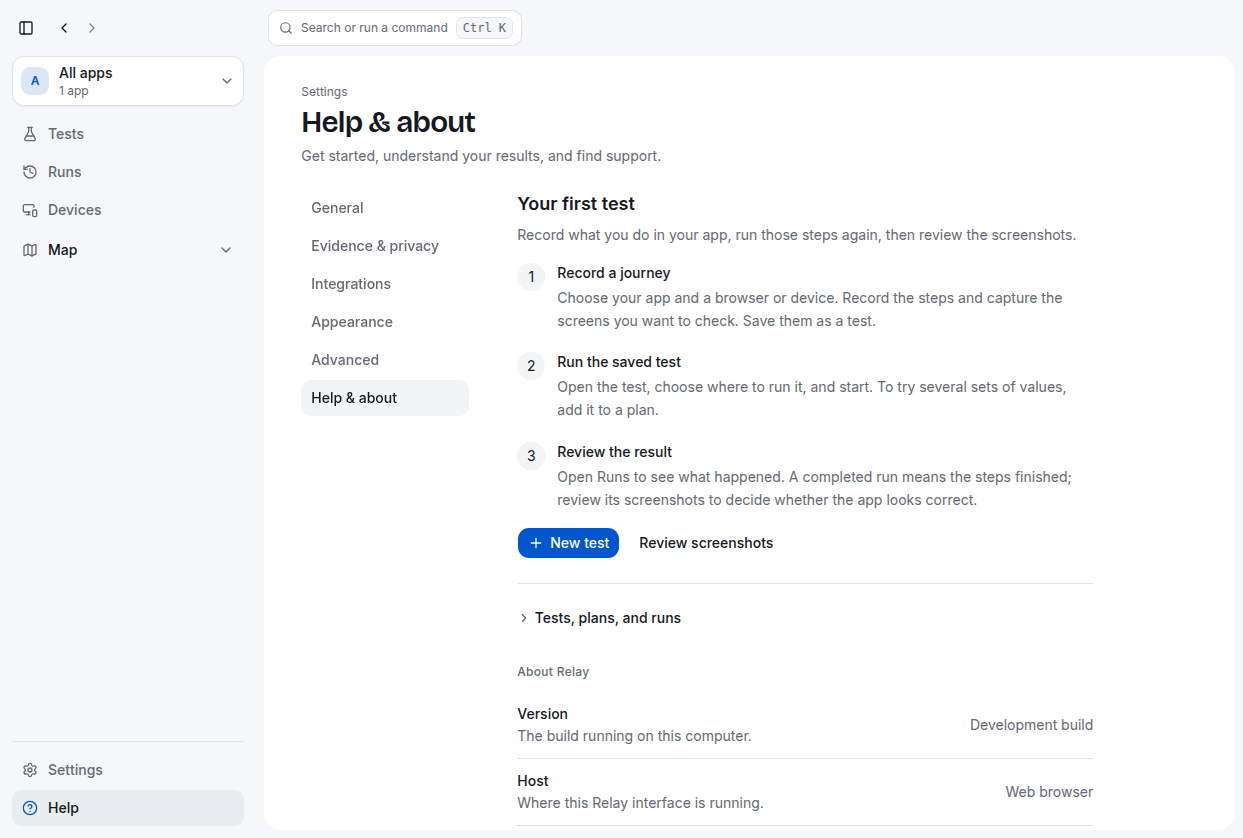 Search or run a command Ctrl K
A
All apps
1 app
Tests
Runs
Devices
Map
Settings
Help
Settings
Help & about
Get started, understand your results, and find support.
General
Evidence & privacy
Integrations
Appearance
Advanced
Help & about
Your first test
Record what you do in your app, run those steps again, then review the screenshots.
1
Record a journey
Choose your app and a browser or device. Record the steps and capture the
screens you want to check. Save them as a test.
2
Run the saved test
Open the test, choose where to run it, and start. To try several sets of values,
add it to a plan.
3
Review the result
Open Runs to see what happened. A completed run means the steps finished;
review its screenshots to decide whether the app looks correct.
New test
Review screenshots
Tests, plans, and runs
About Relay
Version
The build running on this computer.
Development build
Host
Where this Relay interface is running.
Web browser